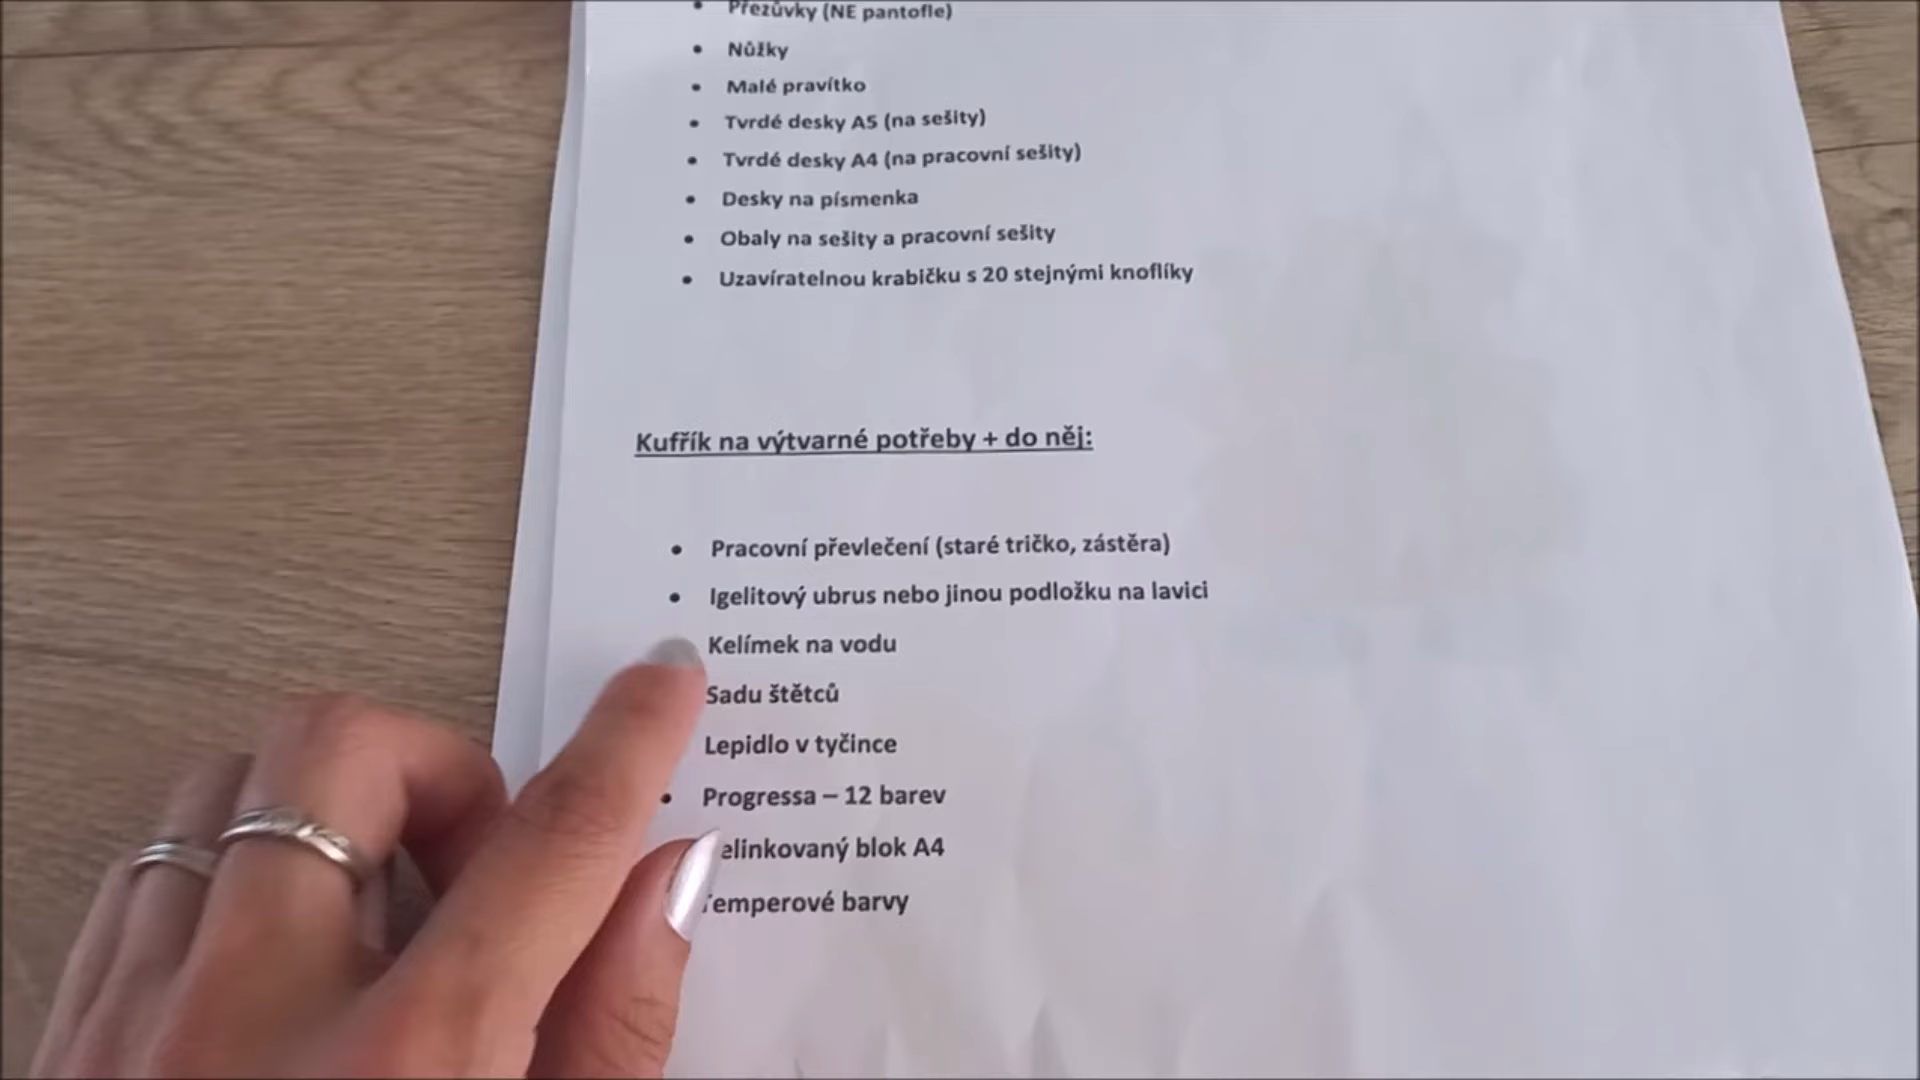 Přezůvky (NE pantofle)
Nůžky
Malé pravítko
Tvrdé desky A5 (na sešity)
Tvrdé desky A4 (na pracovní sešity)
Desky na písmenka
Obaly na sešity a pracovní sešity
Uzavíratelnou krabičku s 20 stejnými knoflíky
Kufřík na výtvarné potřeby + do něj:
Pracovní převlečení (staré tričko, zástěra)
Igelitový ubrus nebo jinou podložku na lavici
Kelímek na vodu
Sadu štětců
Lepidlo v tyčince
Progressa – 12 barev
elinkovaný blok A4
Temperové barvy